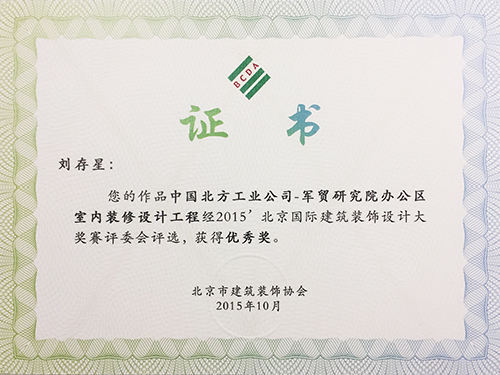 BCDA
证 书
刘存星：
您的作品中国北方工业公司-军贸研究院办公区
室内装修设计工程经2015’北京国际建筑装饰设计大
奖赛评委会评选，获得优秀奖。
北京市建筑装饰协会
2015年10月